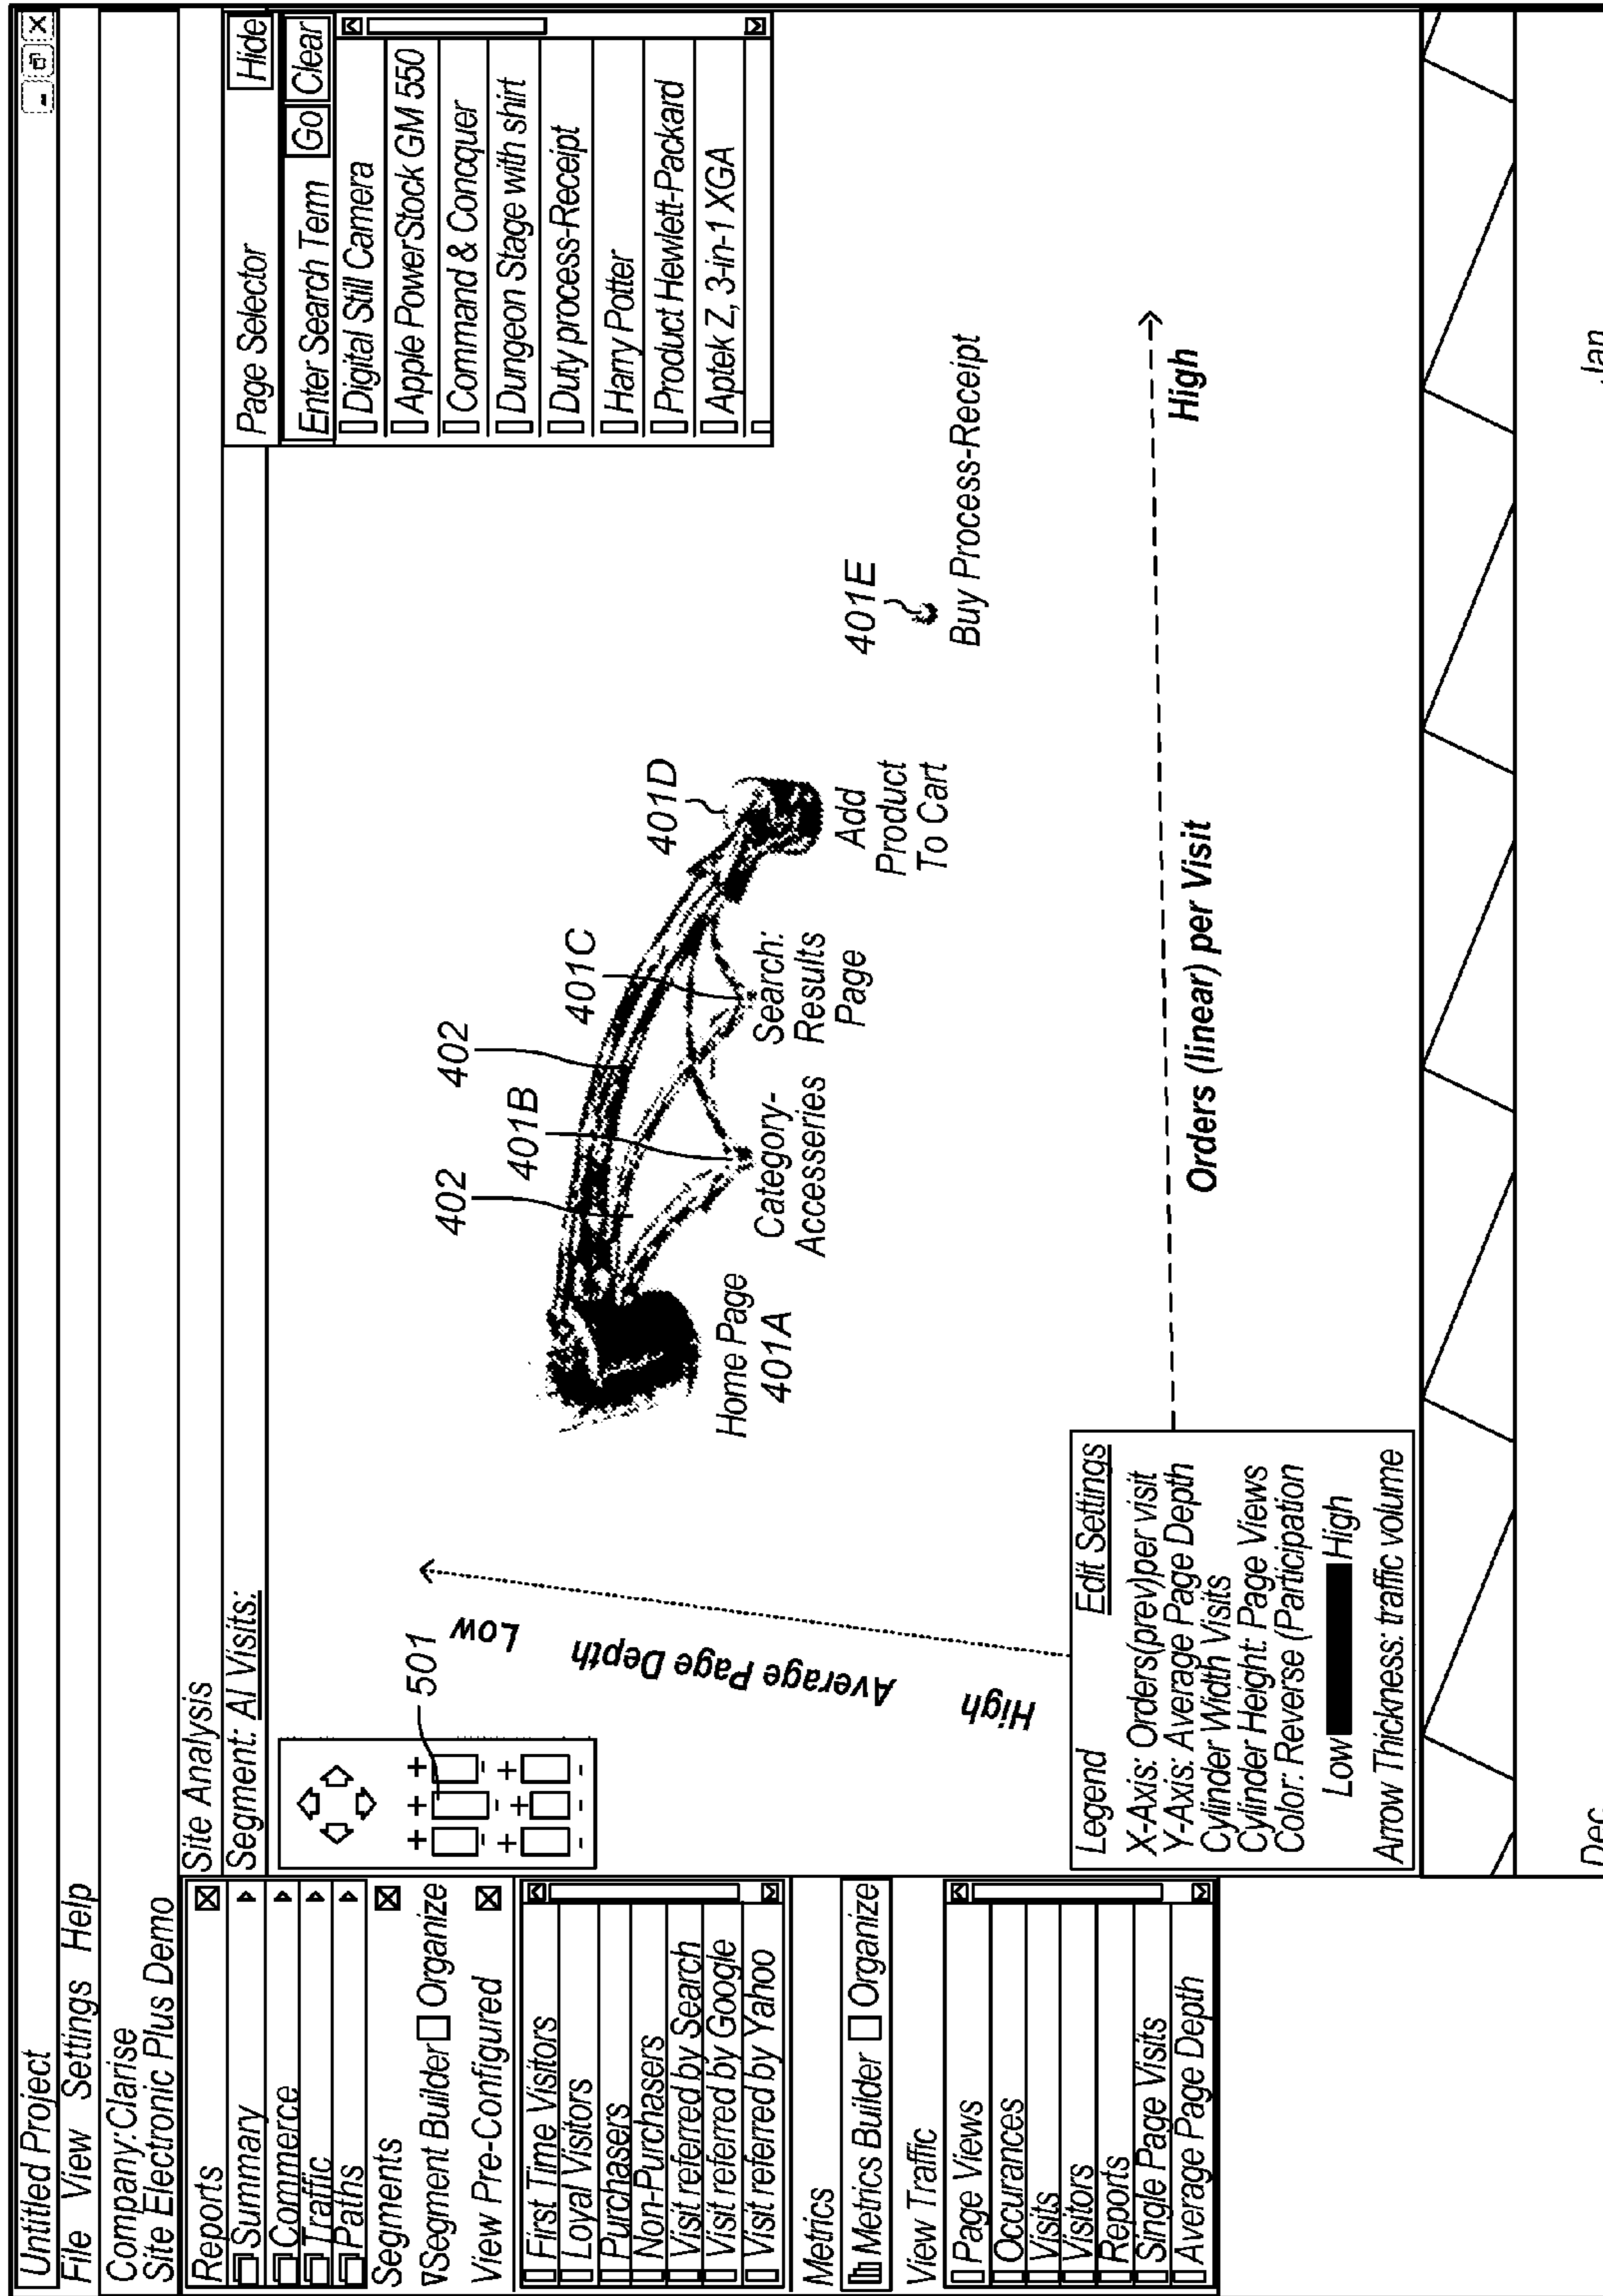 Untitled Project
File View Settings Help
Company:Clarise
Site Electronic Plus Demo
Reports
Summary
Commerce
Traffic
Paths
Segments
Segment Builder Organize
View Pre-Configured
First Time Visitors
Loyal Visitors
Purchasers
Non-Purchasers
Visit referred by Search
Visit referred by Google
Visit referred by Yahoo
Metrics
Metrics Builder Organize
View Traffic
Page Views
Occurances
Visits
Visitors
Reports
Single Page Visits
Average Page Depth
Site Analysis
Segment: Al Visits:
501
Low
Average Page Depth
High
Legend Edit Settings
X-Axis: Orders(prev)per visit
Y-Axis: Average Page Depth
Cylinder Width Visits
Cylinder Height: Page Views
Color: Reverse (Participation
Low High
Arrow Thickness: traffic volume
402
401B
402
401C
401D
401E
Home Page
401A
Category-
Accesseries
Search:
Results
Page
Add
Product
To Cart
Buy Process-Receipt
Orders (linear) per Visit
High
Page Selector Hide
Enter Search Term Go Clear
Digital Still Camera
Apple PowerStock GM 550
Command & Concquer
Dungeon Stage with shirt
Duty process-Receipt
Harry Potter
Product Hewlett-Packard
Aptek Z, 3-in-1 XGA
Dec
Jan